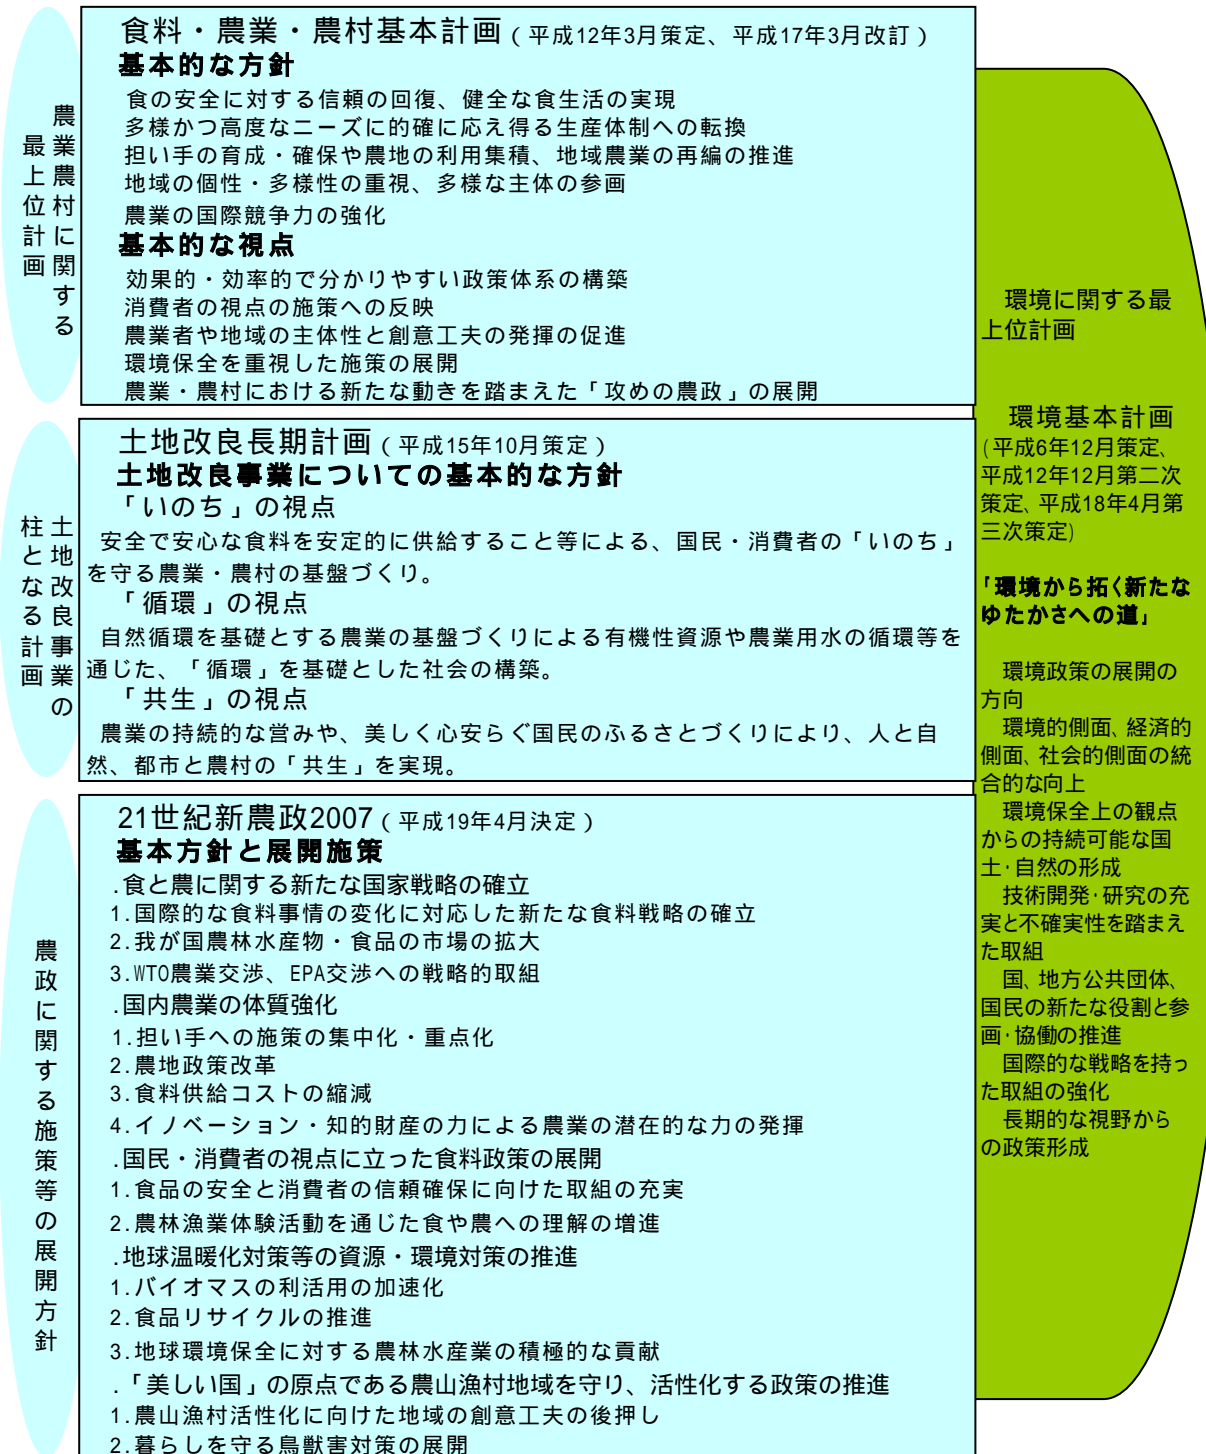 農業農村に関する
最上位計画
食料・農業・農村基本計画(平成12年3月策定、平成17年3月改訂)
基本的な方針
食の安全に対する信頼の回復、健全な食生活の実現
多様かつ高度なニーズに的確に応え得る生産体制への転換
担い手の育成・確保や農地の利用集積、地域農業の再編の推進
地域の個性・多様性の重視、多様な主体の参画
農業の国際競争力の強化
基本的な視点
効果的・効率的で分かりやすい政策体系の構築
消費者の視点の施策への反映
農業者や地域の主体性と創意工夫の発揮の促進
環境保全を重視した施策の展開
農業・農村における新たな動きを踏まえた「攻めの農政」の展開
土地改良事業の
柱となる計画
土地改良長期計画(平成15年10月策定)
土地改良事業についての基本的な方針
「いのち」の視点
安全で安心な食料を安定的に供給すること等による、国民・消費者の「いのち」
を守る農業・農村の基盤づくり。
「循環」の視点
自然循環を基礎とする農業の基盤づくりによる有機性資源や農業用水の循環等を
通じた、「循環」を基礎とした社会の構築。
「共生」の視点
農業の持続的な営みや、美しく心安らぐ国民のふるさとづくりにより、人と自
然、都市と農村の「共生」を実現。
農政に関する施策等の展開方針
21世紀新農政2007(平成19年4月決定)
基本方針と展開施策
.食と農に関する新たな国家戦略の確立
1.国際的な食料事情の変化に対応した新たな食料戦略の確立
2.我が国農林水産物・食品の市場の拡大
3.WTO農業交渉、EPA交渉への戦略的取組
.国内農業の体質強化
1.担い手への施策の集中化・重点化
2.農地政策改革
3.食料供給コストの縮減
4.イノベーション・知的財産の力による農業の潜在的な力の発揮
.国民・消費者の視点に立った食料政策の展開
1.食品の安全と消費者の信頼確保に向けた取組の充実
2.農林漁業体験活動を通じた食や農への理解の増進
.地球温暖化対策等の資源・環境対策の推進
1.バイオマスの利活用の加速化
2.食品リサイクルの推進
3.地球環境保全に対する農林水産業の積極的な貢献
.「美しい国」の原点である農山漁村地域を守り、活性化する政策の推進
1.農山漁村活性化に向けた地域の創意工夫の後押し
2.暮らしを守る鳥獣害対策の展開
環境に関する最
上位計画
環境基本計画
(平成6年12月策定、
平成12年12月第二次
策定、平成18年4月第
三次策定)
「環境から拓く新たな
ゆたかさへの道」
環境政策の展開の
方向
環境的側面、経済的
側面、社会的側面の統
合的な向上
環境保全上の観点
からの持続可能な国
土・自然の形成
技術開発・研究の充
実と不確実性を踏まえ
た取組
国、地方公共団体、
国民の新たな役割と参
画・協働の推進
国際的な戦略を持っ
た取組の強化
長期的な視野から
の政策形成